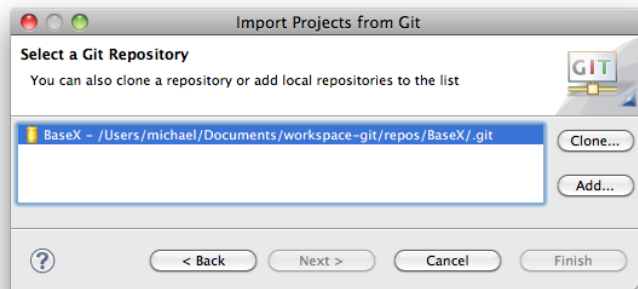 Import Projects from Git
Select a Git Repository
You can also clone a repository or add local repositories to the list
GIT
BaseX – /Users/michael/Documents/workspace-git/repos/BaseX/.git
Clone...
Add...
?
< Back
Next >
Cancel
Finish